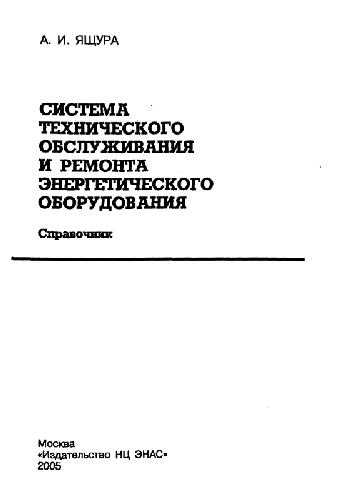 А. И. ЯЩУРА
СИСТЕМА
ТЕХНИЧЕСКОГО
ОБСЛУЖИВАНИЯ
И РЕМОНТА
ЭНЕРГЕТИЧЕСКОГО
ОБОРУДОВАНИЯ
Справочник
Москва
«Издательство НЦ ЭНАС»
2005